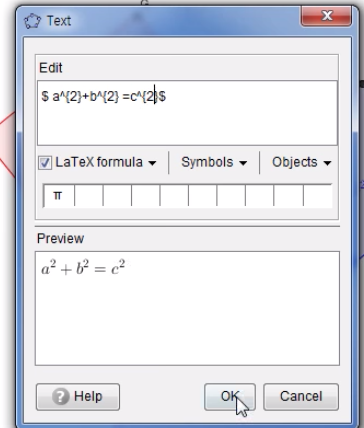 Text
Edit
$ a^{2}+b^{2} =c^{2}$
LaTeX formula Symbols Objects
π
Preview
a² + b² = c²
Help OK Cancel